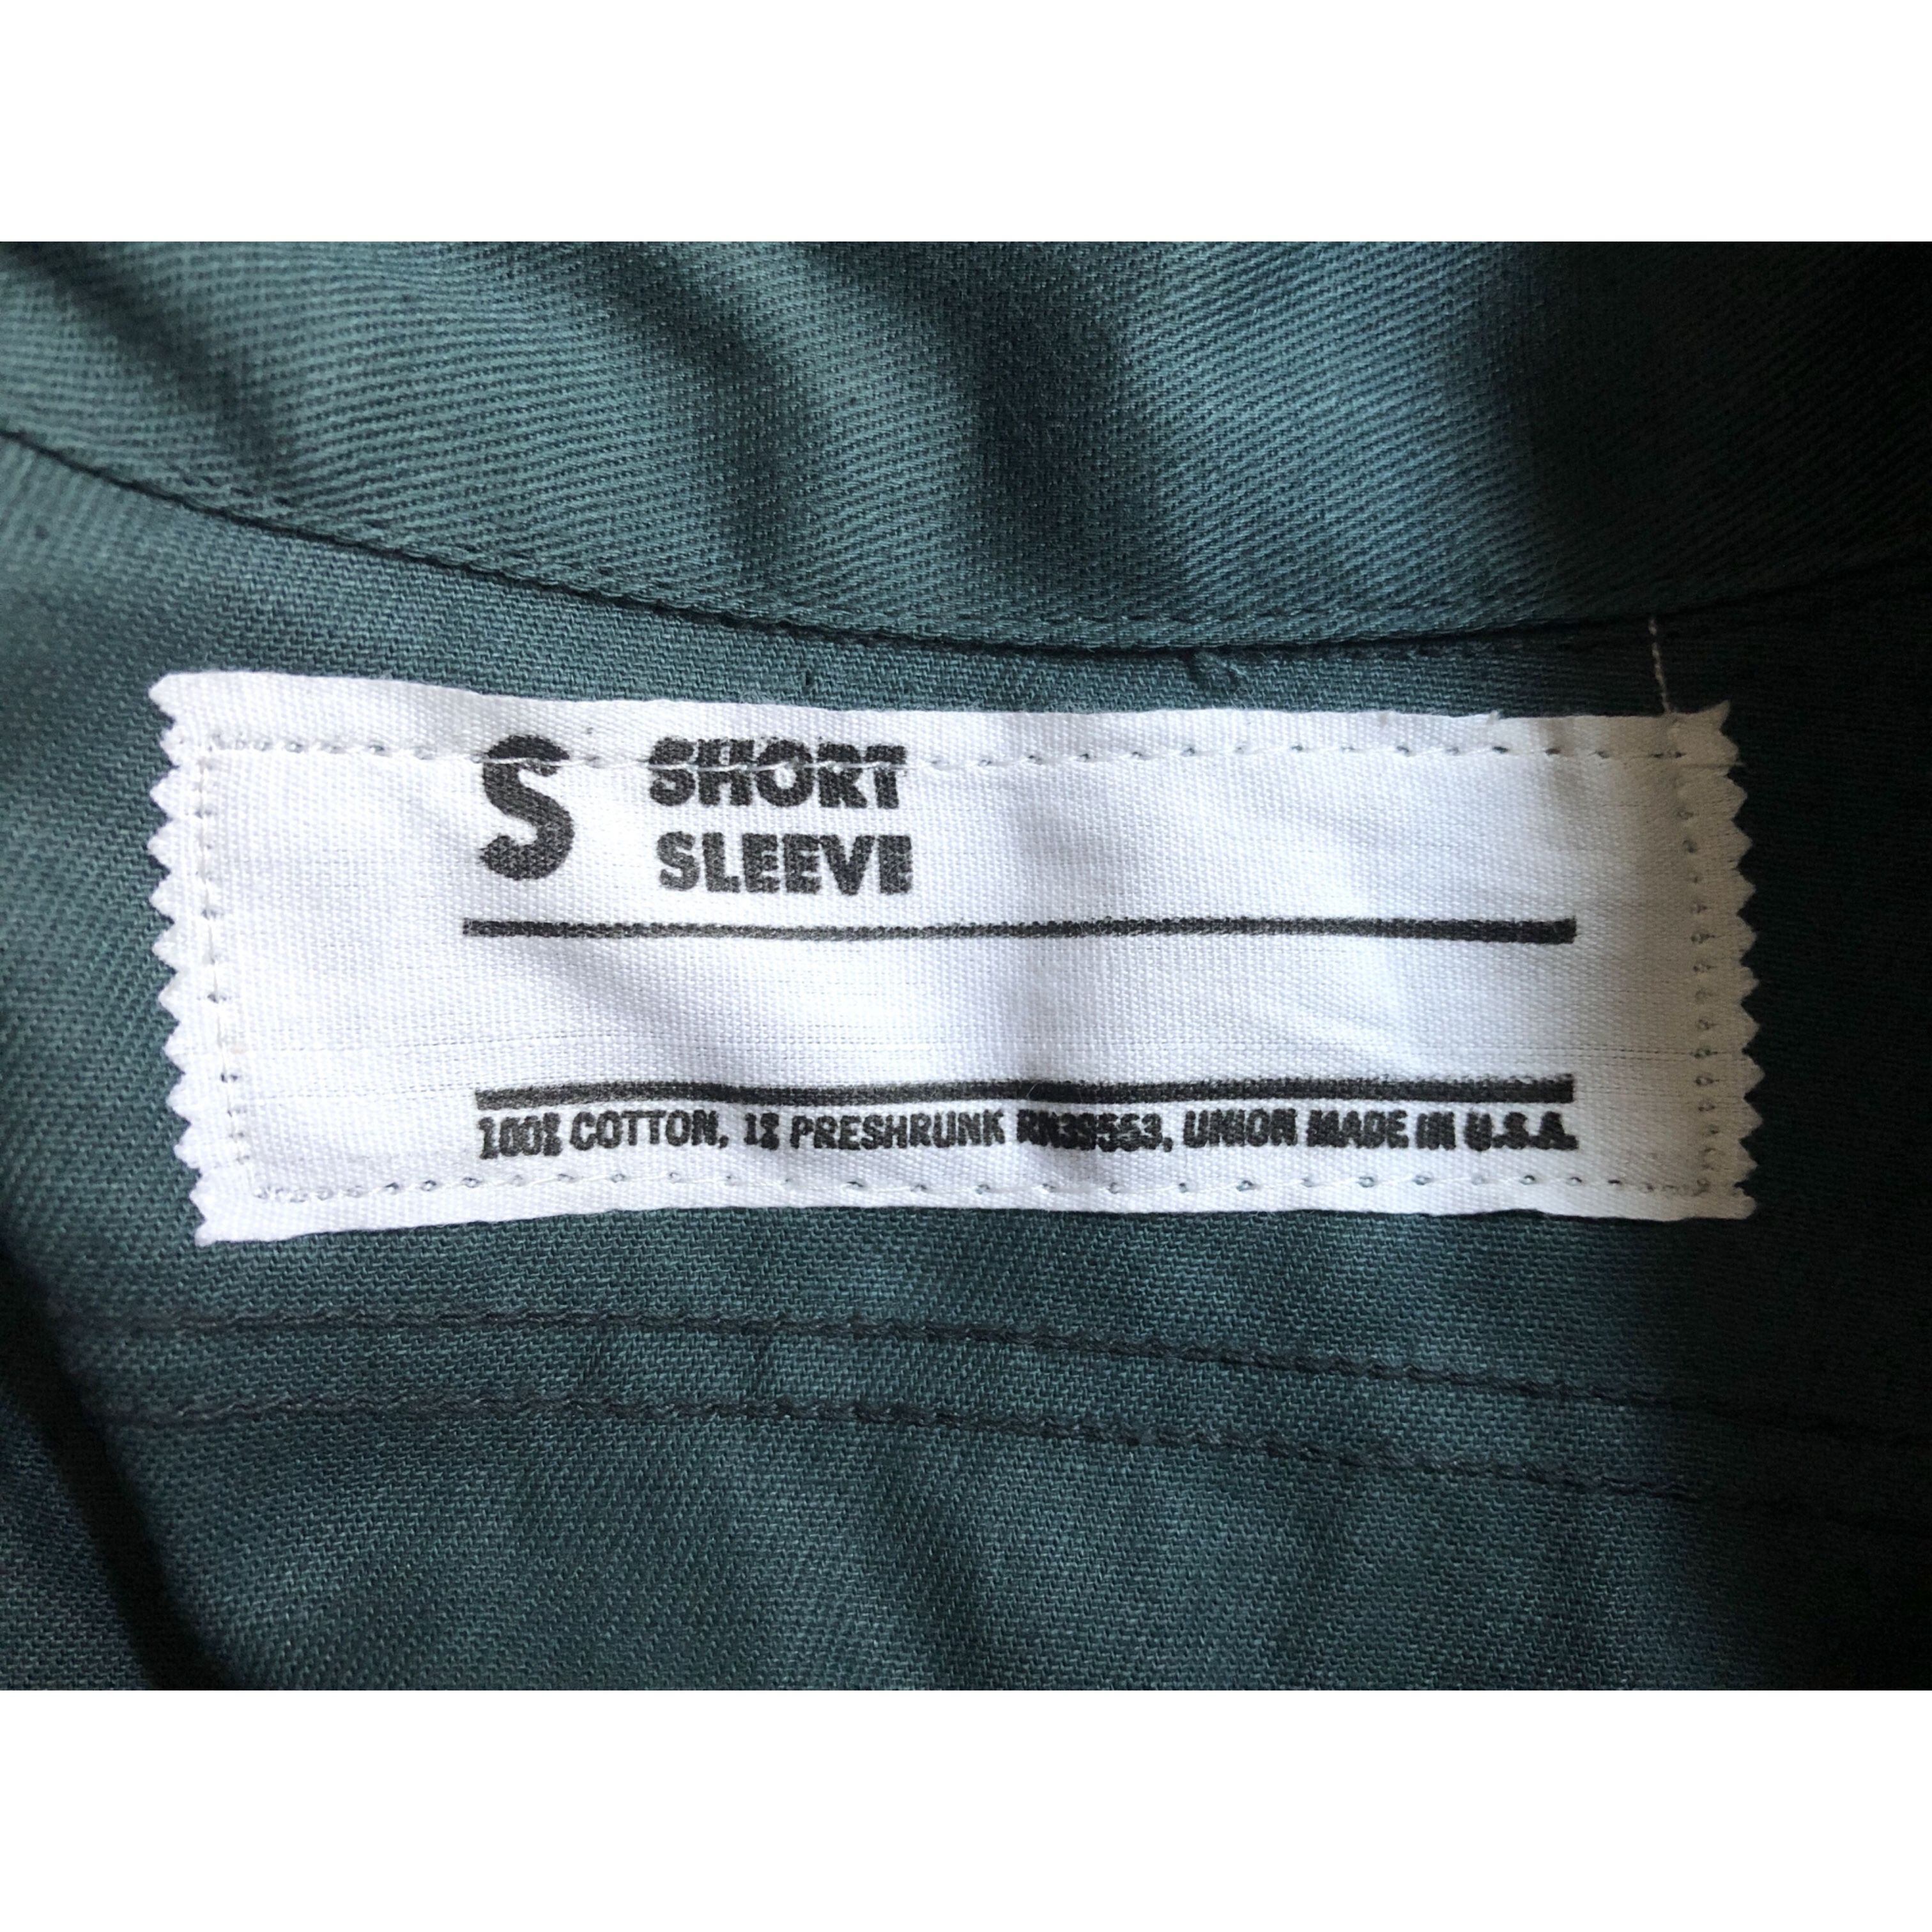 S SHORT
SLEEVE
100% COTTON, 1% PRESHRUNK RN39553, UNION MADE IN U.S.A.